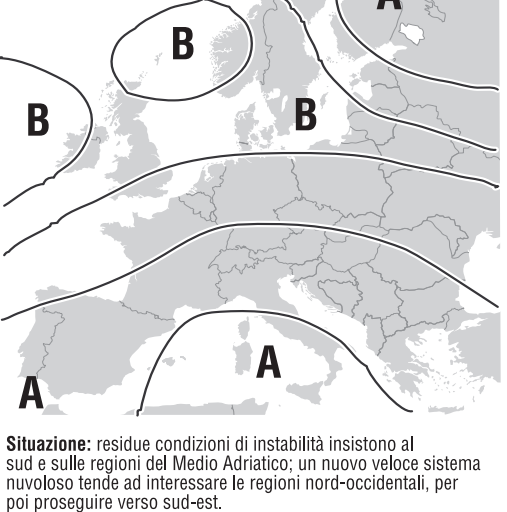 A
B
B
B
A
A
Situazione: residue condizioni di instabilità insistono al
sud e sulle regioni del Medio Adriatico; un nuovo veloce sistema
nuvoloso tende ad interessare le regioni nord-occidentali, per
poi proseguire verso sud-est.